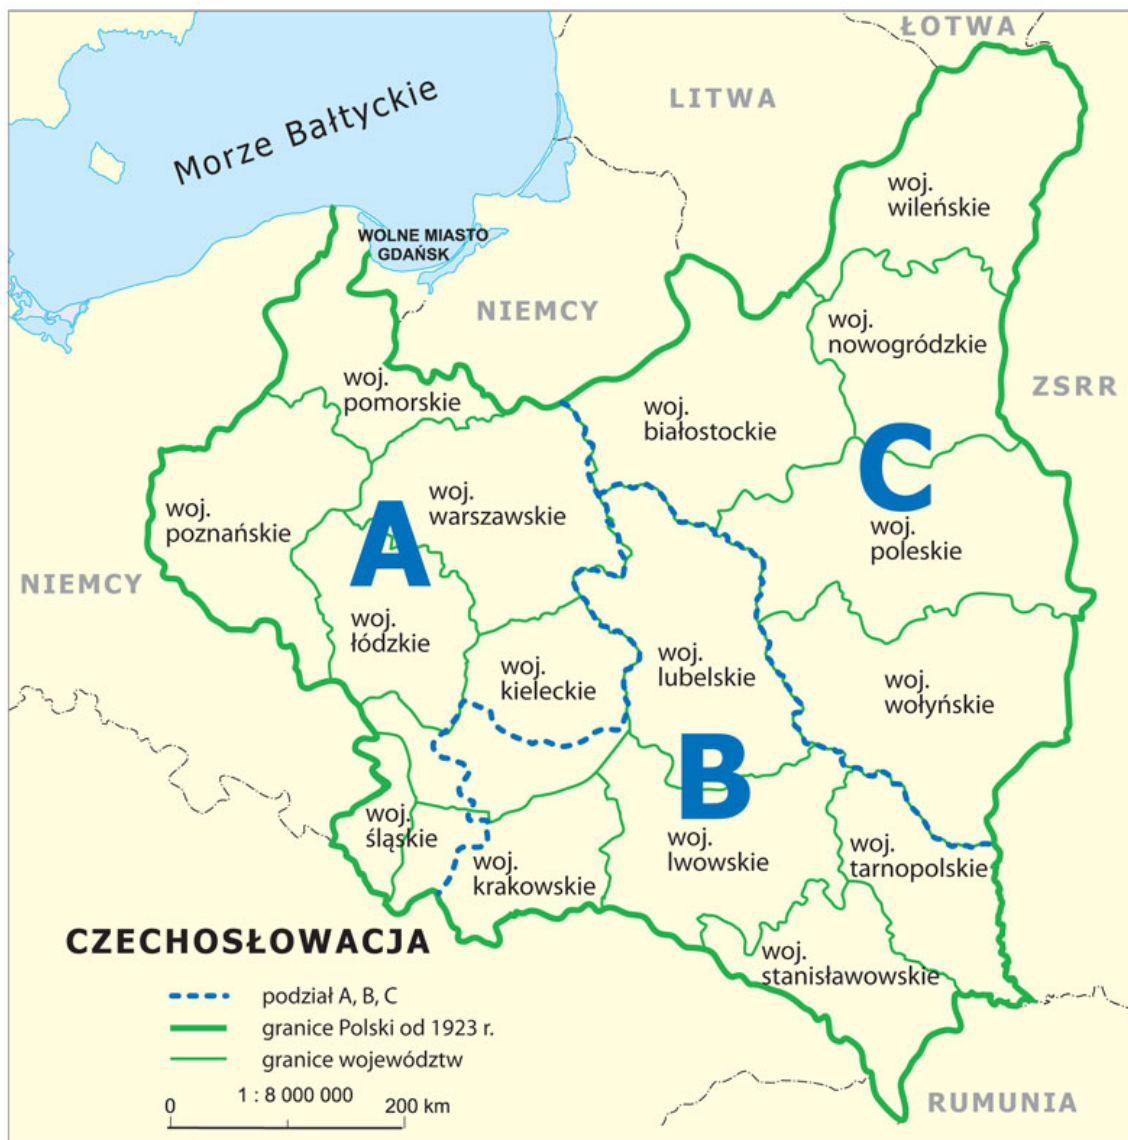 ŁOTWA
LITWA
Morze Bałtyckie
woj.
wileńskie
WOLNE MIASTO
GDAŃSK
NIEMCY
woj.
nowogródzkie
ZSRR
woj.
pomorskie
woj.
białostockie
C
woj.
warszawskie
woj.
poznańskie
A
woj.
poleskie
NIEMCY
woj.
łódzkie
woj.
kieleckie
woj.
lubelskie
woj.
wołyńskie
B
woj.
śląskie
woj.
krakowskie
woj.
lwowskie
woj.
tarnopolskie
CZECHOSŁOWACJA
woj.
stanisławowskie
podział A, B, C
granice Polski od 1923 r.
granice województw
1 : 8 000 000
0 200 km
RUMUNIA